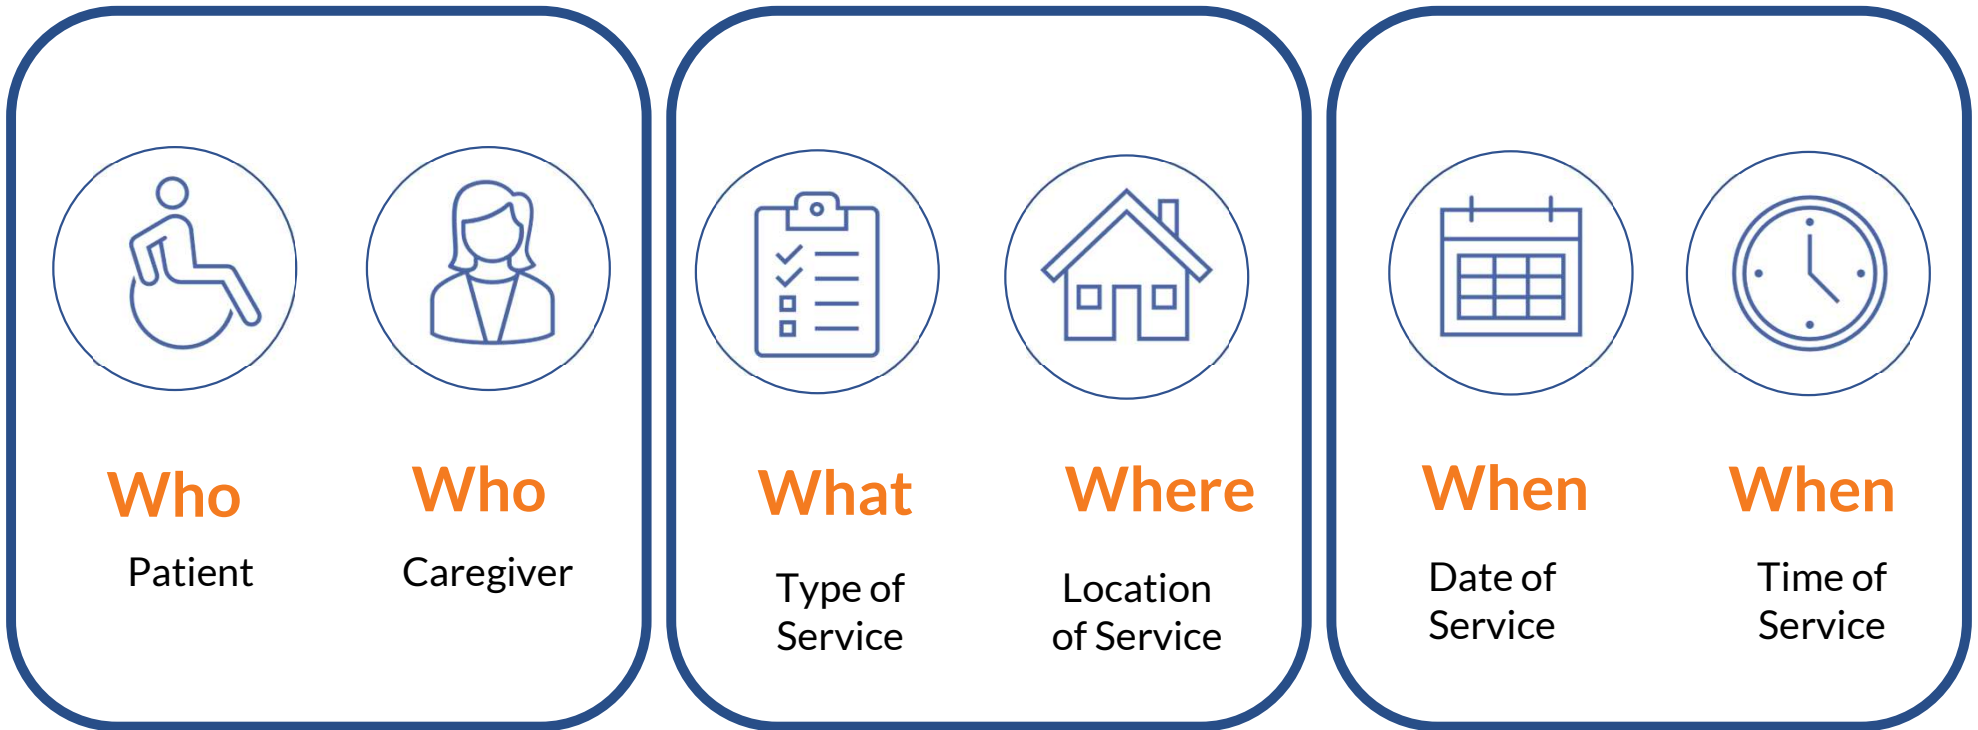 Who
Patient
Who
Caregiver
What
Type of
Service
Where
Location
of Service
When
Date of
Service
When
Time of
Service